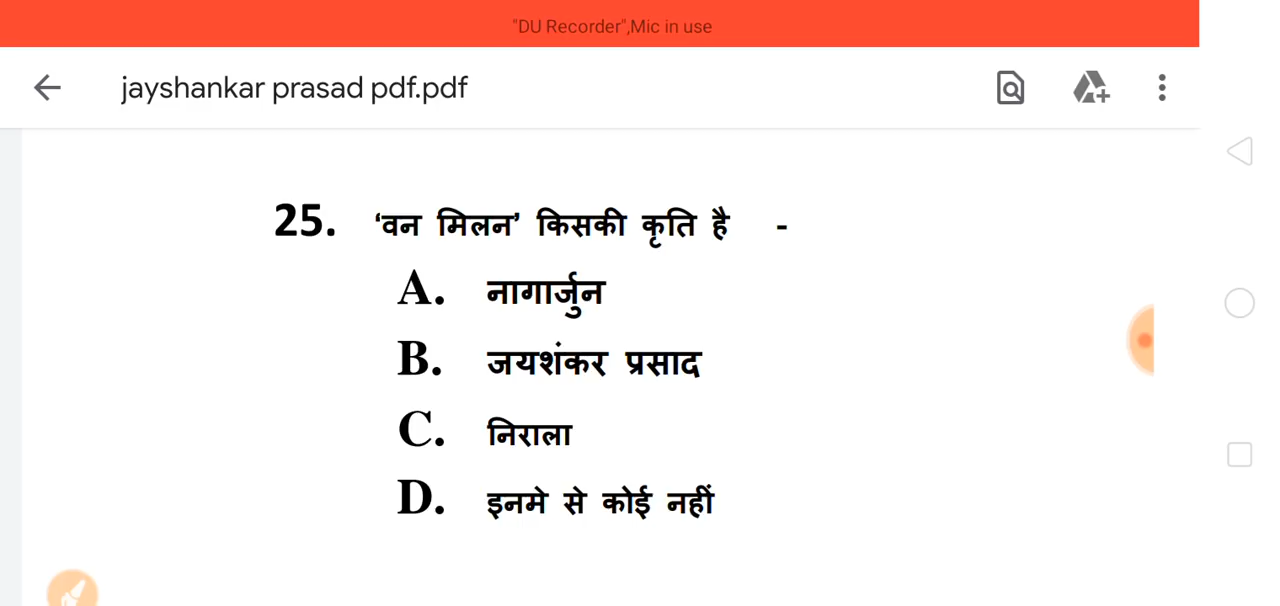 "DU Recorder",Mic in use
jayshankar prasad pdf.pdf
25. ‘वन मिलन’ किसकी कृति है -
A. नागार्जुन
B. जयशंकर प्रसाद
C. निराला
D. इनमे से कोई नहीं